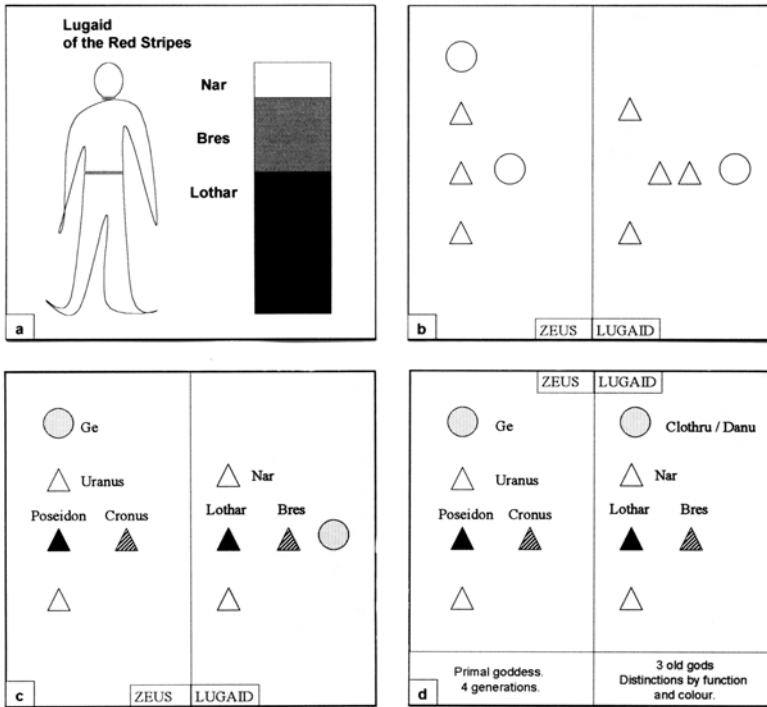 Lugaid
of the Red Stripes
Nar
Bres
Lothar
a
ZEUS LUGAID
b
Ge
Uranus Nar
Poseidon Cronus Lothar Bres
ZEUS LUGAID
c
ZEUS LUGAID
Ge Clothru / Danu
Uranus Nar
Poseidon Cronus Lothar Bres
Primal goddess.
4 generations.
3 old gods
Distinctions by function
and colour.
d